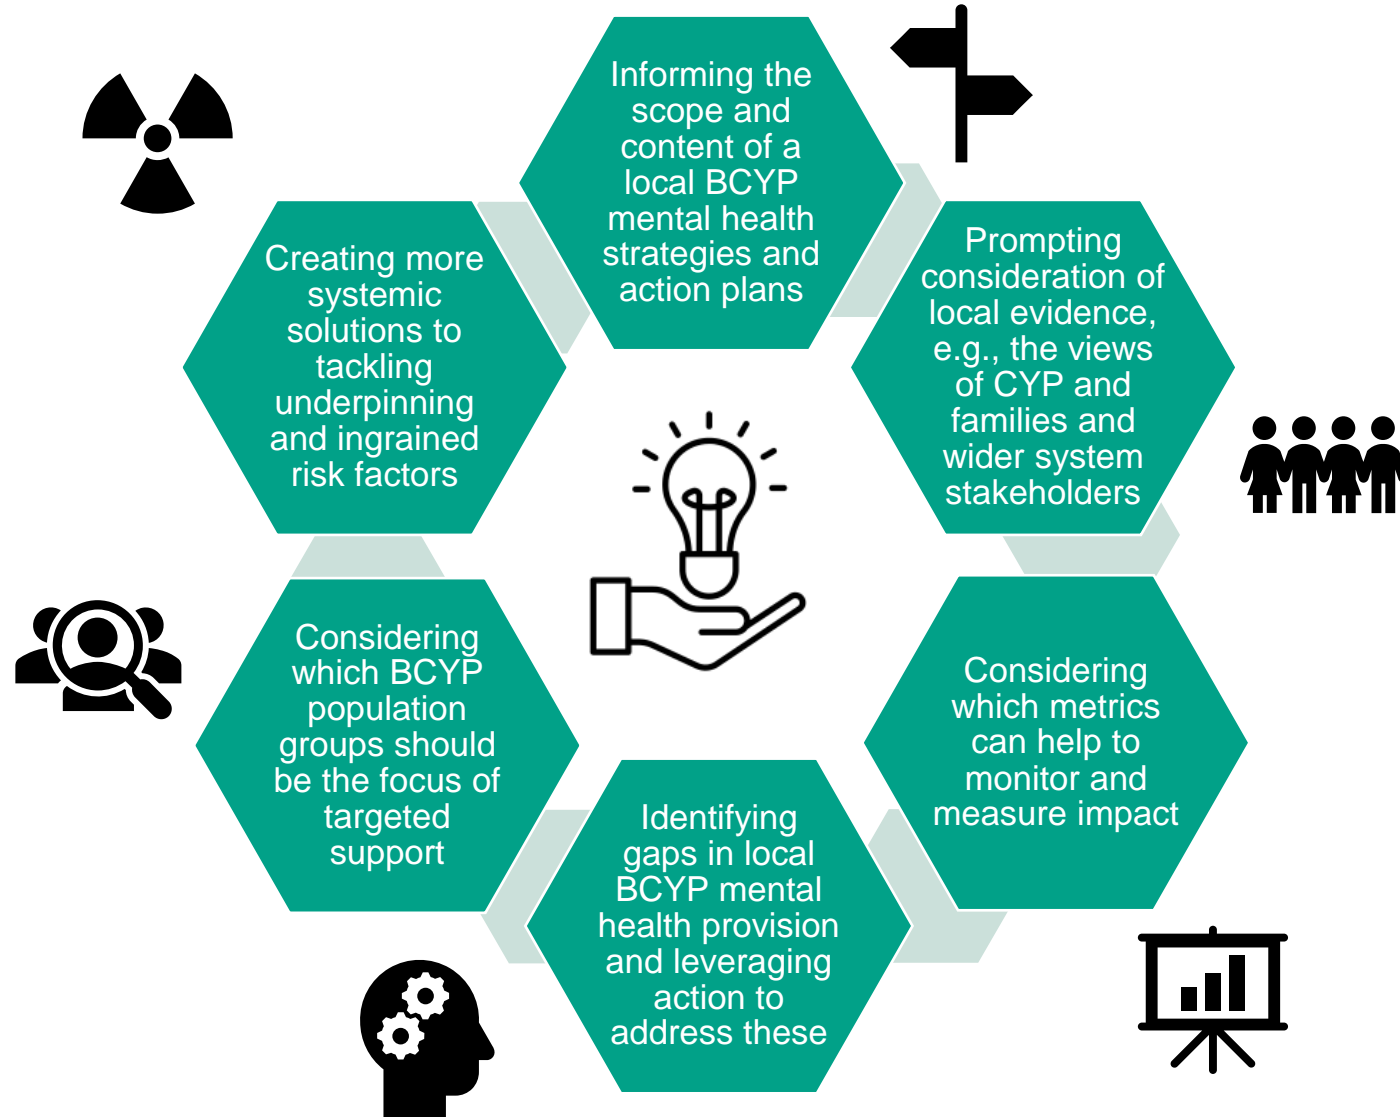 Informing the
scope and
content of a
local BCYP
mental health
strategies and
action plans
Prompting
consideration of
local evidence,
e.g., the views
of CYP and
families and
wider system
stakeholders
Considering
which metrics
can help to
monitor and
measure impact
Identifying
gaps in local
BCYP mental
health provision
and leveraging
action to
address these
Considering
which BCYP
population
groups should
be the focus of
targeted
support
Creating more
systemic
solutions to
tackling
underpinning
and ingrained
risk factors